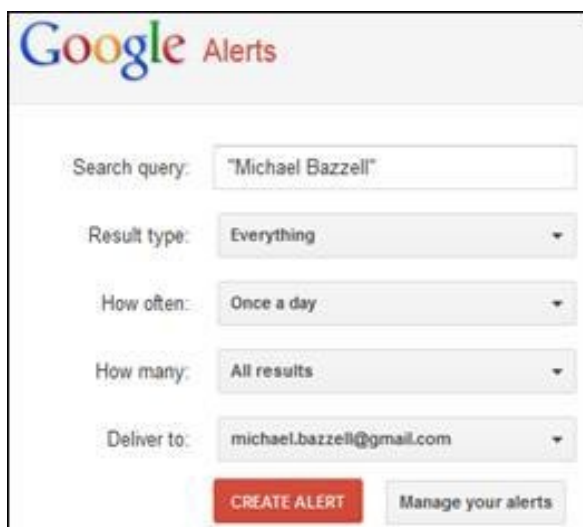 Google Alerts
Search query: "Michael Bazzell"
Result type: Everything
How often: Once a day
How many: All results
Deliver to: michael.bazzell@gmail.com
CREATE ALERT Manage your alerts